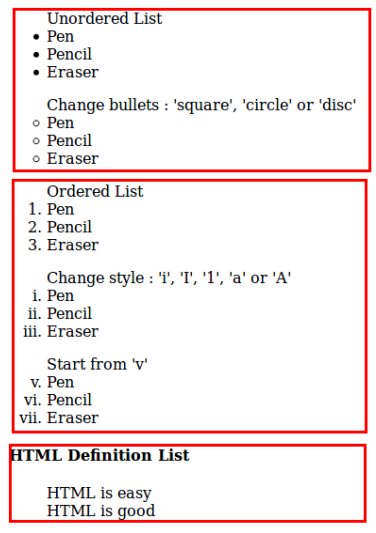 Unordered List
• Pen
• Pencil
• Eraser
Change bullets : 'square', 'circle' or 'disc'
○ Pen
○ Pencil
○ Eraser
Ordered List
1. Pen
2. Pencil
3. Eraser
Change style : 'i', 'I', '1', 'a' or 'A'
i. Pen
ii. Pencil
iii. Eraser
Start from 'v'
v. Pen
vi. Pencil
vii. Eraser
HTML Definition List
HTML is easy
HTML is good